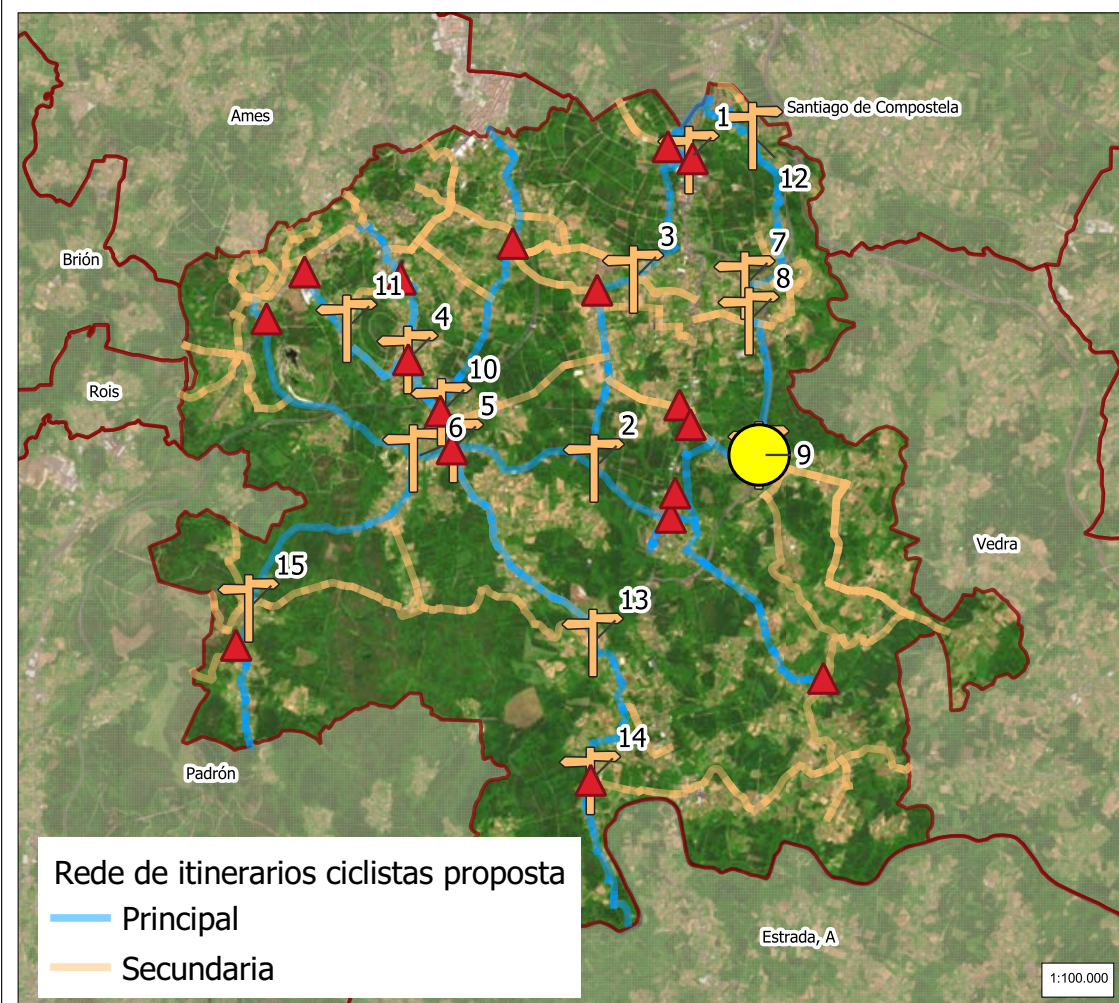 Ames
Santiago de Compostela
1
12
3
7
8
Brión
11
4
10
5
6
2
9
Rois
Vedra
15
13
14
Padrón
Estrada, A
Rede de itinerarios ciclistas proposta
Principal
Secundaria
1:100.000